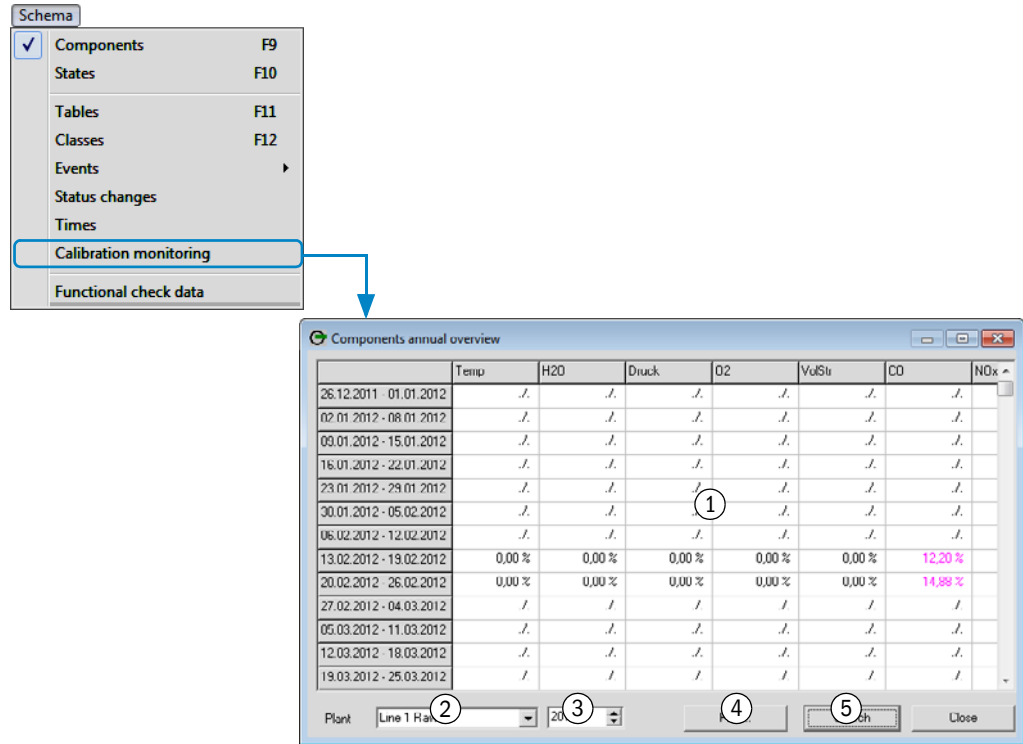 Schema
Components F9
States F10
Tables F11
Classes F12
Events
Status changes
Times
Calibration monitoring
Functional check data
Components annual overview
Temp H2O Druck O2 VolStr CO NOx
26.12.2011 - 01.01.2012 ./. ./. ./. ./. ./. ./.
02.01.2012 - 08.01.2012 ./. ./. ./. ./. ./. ./.
09.01.2012 - 15.01.2012 ./. ./. ./. ./. ./. ./.
16.01.2012 - 22.01.2012 ./. ./. ./. ./. ./. ./.
23.01.2012 - 29.01.2012 ./. ./. ./. ./. ./. ./.
1
30.01.2012 - 05.02.2012 ./. ./. ./. ./. ./.
06.02.2012 - 12.02.2012 ./. ./. ./. ./. ./. ./.
13.02.2012 - 19.02.2012 0,00 % 0,00 % 0,00 % 0,00 % 0,00 % 12,20 %
20.02.2012 - 26.02.2012 0,00 % 0,00 % 0,00 % 0,00 % 0,00 % 14,88 %
27.02.2012 - 04.03.2012 ./. ./. ./. ./. ./. ./.
05.03.2012 - 11.03.2012 ./. ./. ./. ./. ./. ./.
12.03.2012 - 18.03.2012 ./. ./. ./. ./. ./. ./.
19.03.2012 - 25.03.2012 ./. ./. ./. ./. ./. ./.
Plant Line 1 2 20 3 4 5 Close